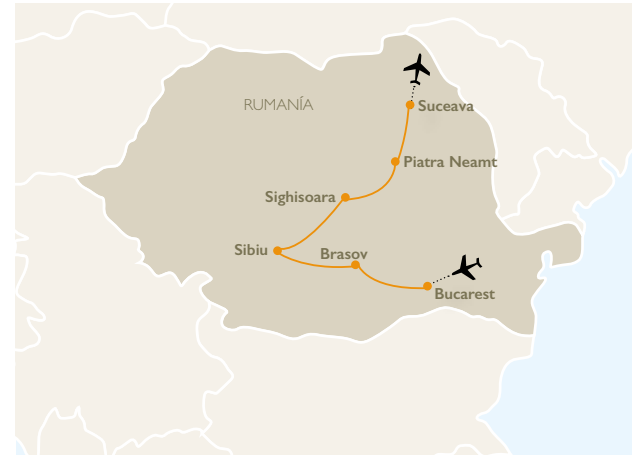 RUMANÍA
Suceava
Piatra Neamt
Sighisoara
Sibiu
Brasov
Bucarest